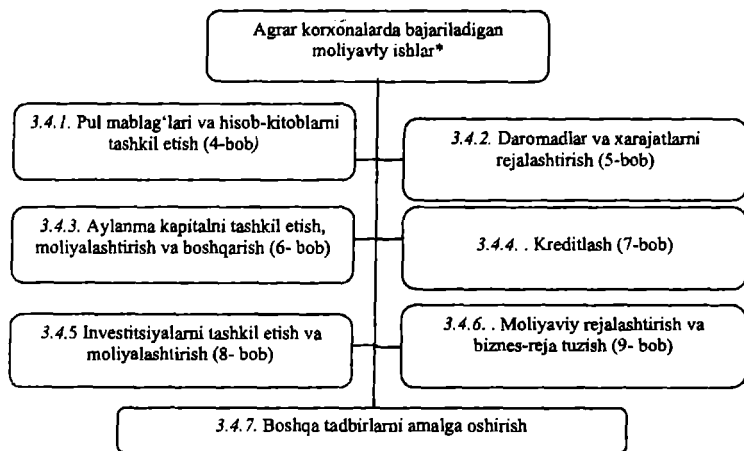 Agrar korxonalarda bajariladigan
moliyaviy ishlar*
3.4.1. Pul mablag‘lari va hisob-kitoblarni
tashkil etish (4-bob)
3.4.2. Daromadlar va xarajatlarni
rejalashtirish (5-bob)
3.4.3. Aylanma kapitalni tashkil etish,
moliyalashtirish va boshqarish (6- bob)
3.4.4. . Kreditlash (7-bob)
3.4.5 Investitsiyalarni tashkil etish va
moliyalashtirish (8- bob)
3.4.6. . Moliyaviy rejalashtirish va
biznes-reja tuzish (9- bob)
3.4.7. Boshqa tadbirlarni amalga oshirish